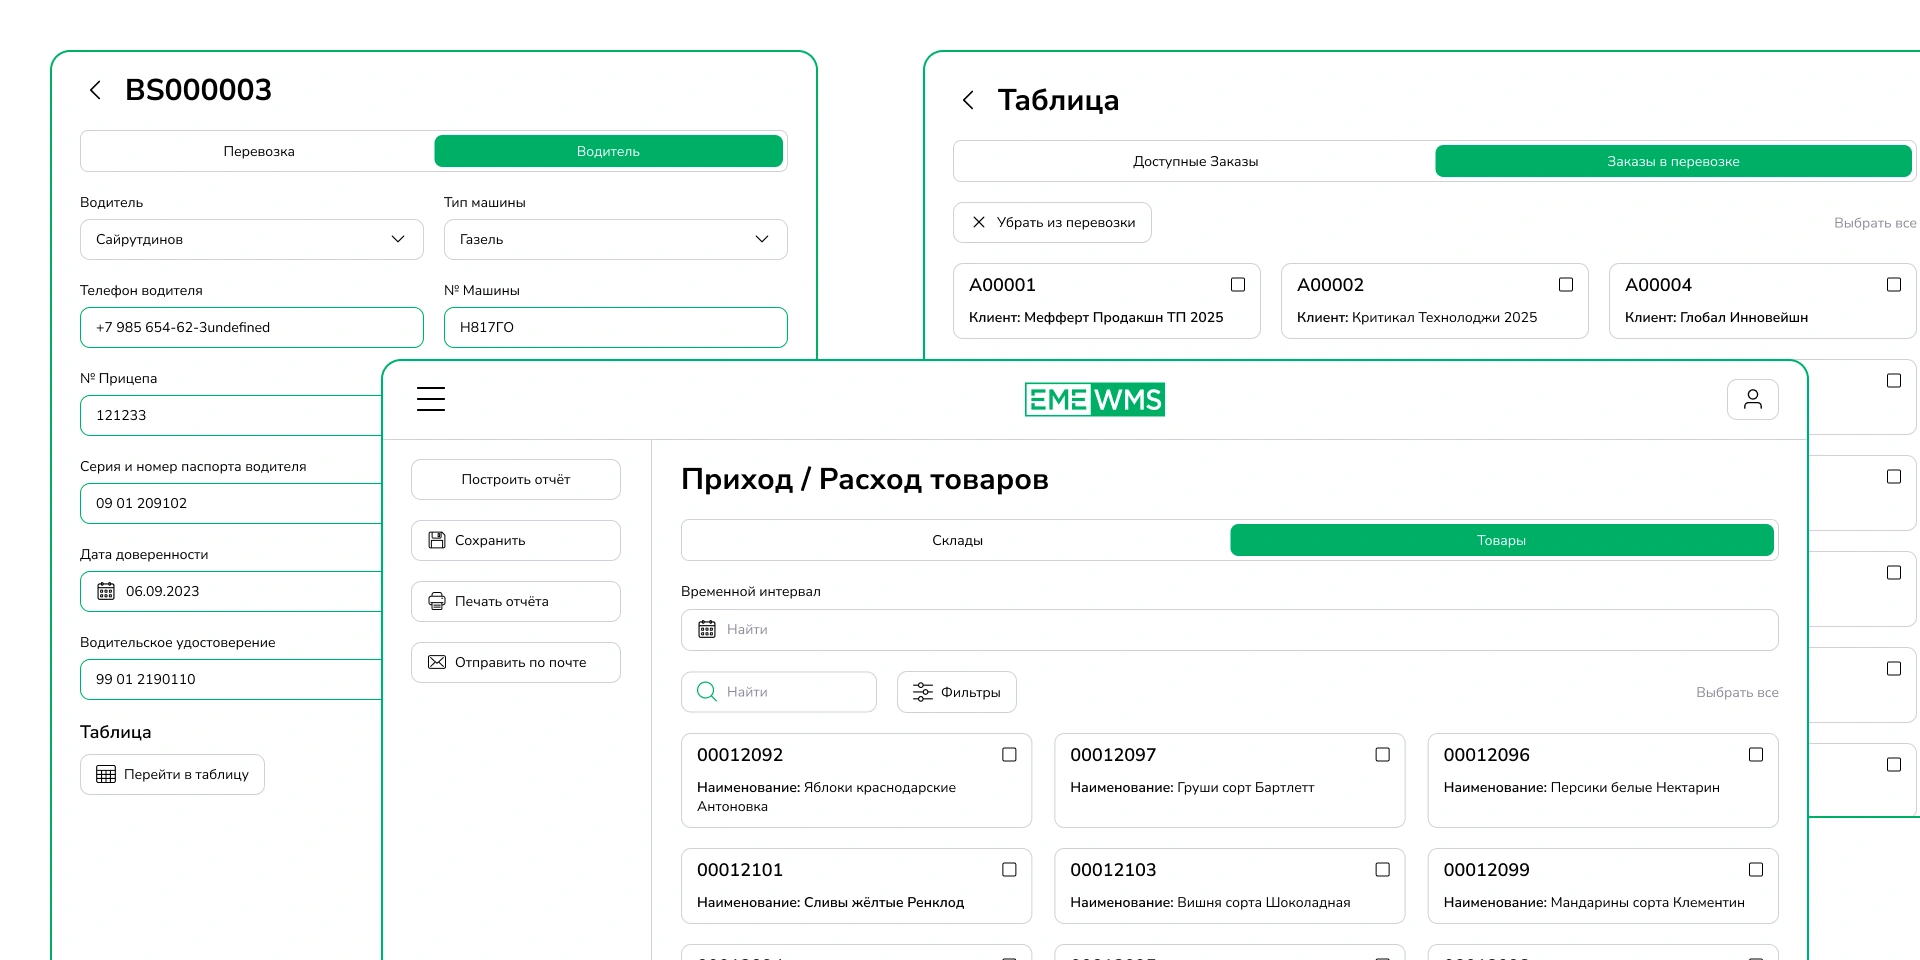 BS000003
Перевозка
Водитель
Водитель
Тип машины
Сайрутдинов
Газель
Телефон водителя
№ Машины
+7 985 654-62-3undefined
Н817ГО
№ Прицепа
121233
Серия и номер паспорта водителя
09 01 209102
Дата доверенности
06.09.2023
Водительское удостоверение
99 01 2190110
Таблица
Перейти в таблицу
Таблица
Доступные Заказы
Заказы в перевозке
Убрать из перевозки
Выбрать все
A00001
A00002
A00004
Клиент: Мефферт Продакшн ТП 2025
Клиент: Критикал Технолоджи 2025
Клиент: Глобал Инновейшн
EME WMS
Построить отчёт
Сохранить
Печать отчёта
Отправить по почте
Приход / Расход товаров
Склады
Товары
Временной интервал
Найти
Найти
Фильтры
Выбрать все
00012092
00012097
00012096
Наименование: Яблоки краснодарские
Антоновка
Наименование: Груши сорт Бартлетт
Наименование: Персики белые Нектарин
00012101
00012103
00012099
Наименование: Сливы жёлтые Ренклод
Наименование: Вишня сорта Шоколадная
Наименование: Мандарины сорта Клементин